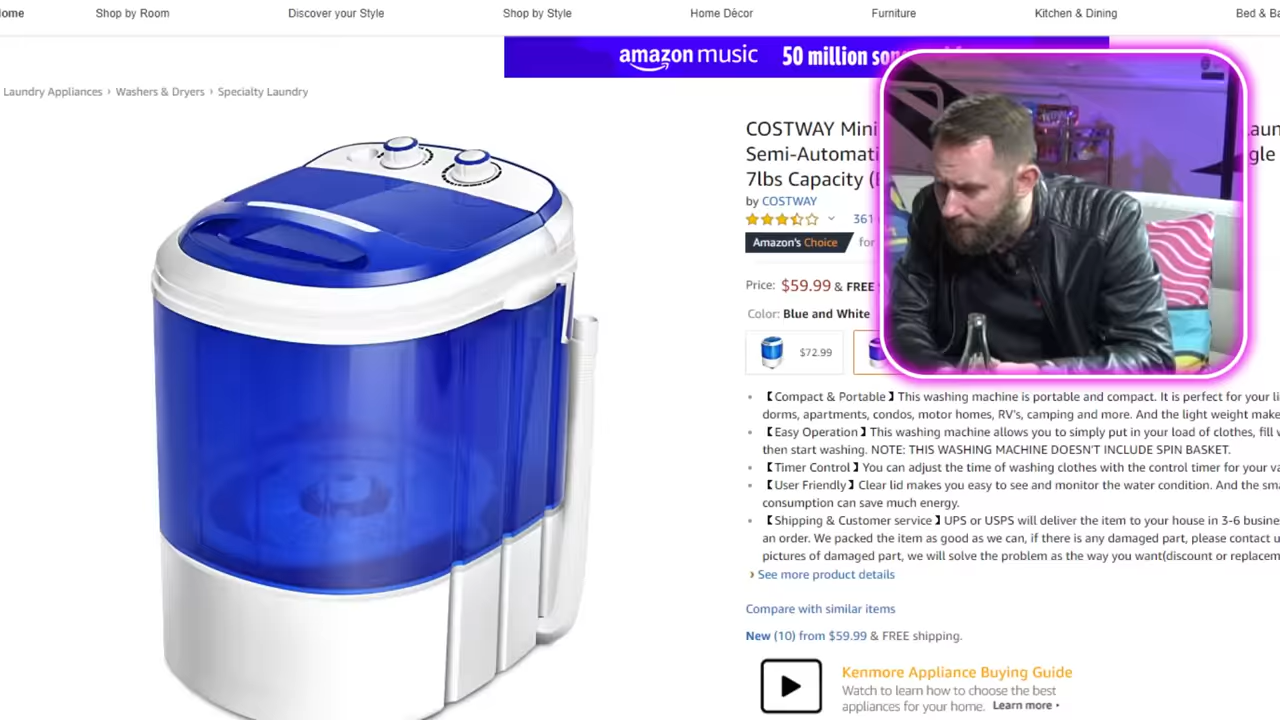 Home Shop by Room Discover your Style Shop by Style Home Décor Furniture Kitchen & Dining Bed &
amazon music 50 million
Laundry Appliances › Washers & Dryers › Specialty Laundry
COSTWAY Mini
7lbs Capacity
by COSTWAY
361
Amazon's Choice for
Price: $59.99 & FREE
Color: Blue and White
$72.99
【Compact & Portable】This washing machine is portable and compact. It is perfect for your
dorms, apartments, condos, motor homes, RV's, camping and more. And the light weight
【Easy Operation】This washing machine allows you to simply put in your load of clothes, fill
then start washing. NOTE: THIS WASHING MACHINE DOESN'T INCLUDE SPIN BASKET.
【Timer Control】You can adjust the time of washing clothes with the control timer for your
【User Friendly】Clear lid makes you easy to see and monitor the water condition. And the
consumption can save much energy.
【Shipping & Customer service】UPS or USPS will deliver the item to your house in 3-6
an order. We packed the item as good as we can, if there is any damaged part, please contact
pictures of damaged part, we will solve the problem as the way you want(discount or
› See more product details
Compare with similar items
New (10) from $59.99 & FREE shipping.
Kenmore Appliance Buying Guide
Watch to learn how to choose the best
appliances for your home. Learn more